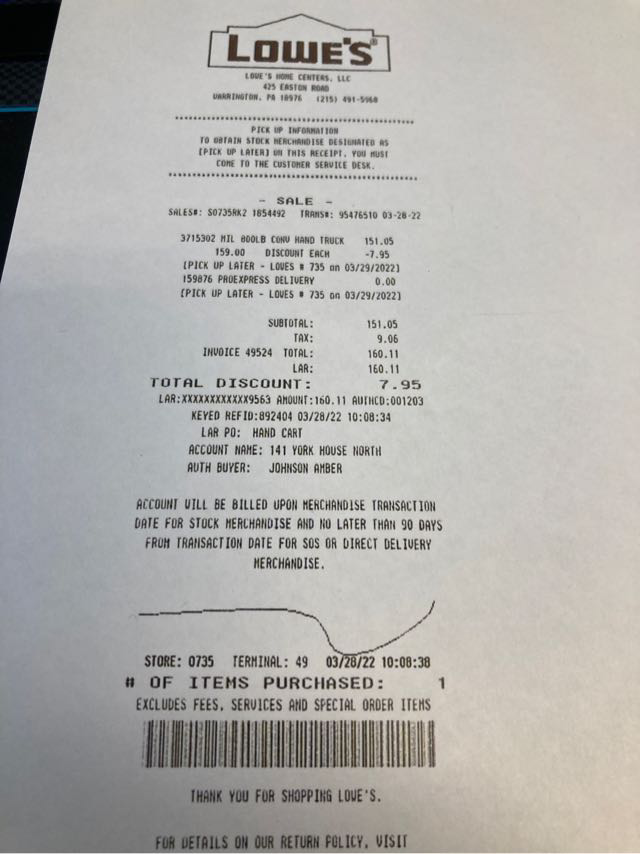 LOWE'S®
LOWE'S HOME CENTERS, LLC
425 EASTON ROAD
WARRINGTON, PA 18976 (215) 491-5960
PICK UP INFORMATION
TO OBTAIN STOCK MERCHANDISE DESIGNATED AS
[PICK UP LATER] ON THIS RECEIPT, YOU MUST
COME TO THE CUSTOMER SERVICE DESK.
- SALE -
SALES#: S0735RK2 1854492 TRANS#: 95476510 03-28-22
3715302 MIL 800LB CONV HAND TRUCK 151.05
159.00 DISCOUNT EACH -7.95
[PICK UP LATER - LOWES # 735 on 03/29/2022]
159876 PROEXPRESS DELIVERY 0.00
[PICK UP LATER - LOWES # 735 on 03/29/2022]
SUBTOTAL: 151.05
TAX: 9.06
INVOICE 49524 TOTAL: 160.11
LAR: 160.11
TOTAL DISCOUNT: 7.95
LAR:XXXXXXXXXXXX9563 AMOUNT:160.11 AUTHCD:001203
KEYED REFID:892404 03/28/22 10:08:34
LAR PO: HAND CART
ACCOUNT NAME: 141 YORK HOUSE NORTH
AUTH BUYER: JOHNSON AMBER
ACCOUNT WILL BE BILLED UPON MERCHANDISE TRANSACTION
DATE FOR STOCK MERCHANDISE AND NO LATER THAN 90 DAYS
FROM TRANSACTION DATE FOR SOS OR DIRECT DELIVERY
MERCHANDISE.
STORE: 0735 TERMINAL: 49 03/28/22 10:08:38
# OF ITEMS PURCHASED: 1
EXCLUDES FEES, SERVICES AND SPECIAL ORDER ITEMS
THANK YOU FOR SHOPPING LOWE'S.
FOR DETAILS ON OUR RETURN POLICY, VISIT